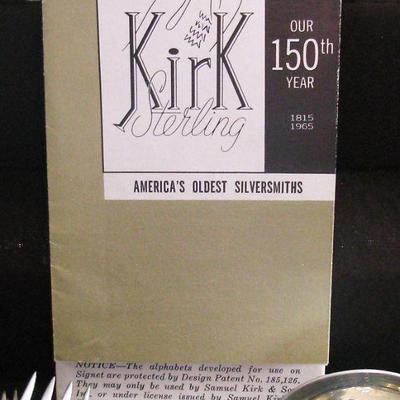 Kirk
Sterling
OUR
150th
YEAR
1815
1965
AMERICA'S OLDEST SILVERSMITHS
NOTICE—The alphabets developed for use on
Signet are protected by Design Patent No. 185,126.
They may only be used by Samuel Kirk & Son
Inc. or under license issued by Samuel Kirk